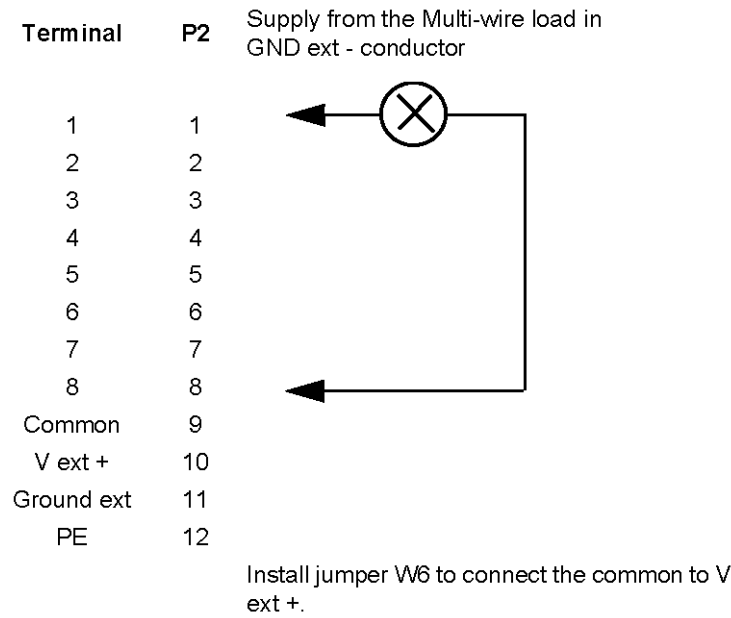 Terminal P2 Supply from the Multi-wire load in
GND ext - conductor
1 1
2 2
3 3
4 4
5 5
6 6
7 7
8 8
Common 9
V ext + 10
Ground ext 11
PE 12
Install jumper W6 to connect the common to V
ext +.